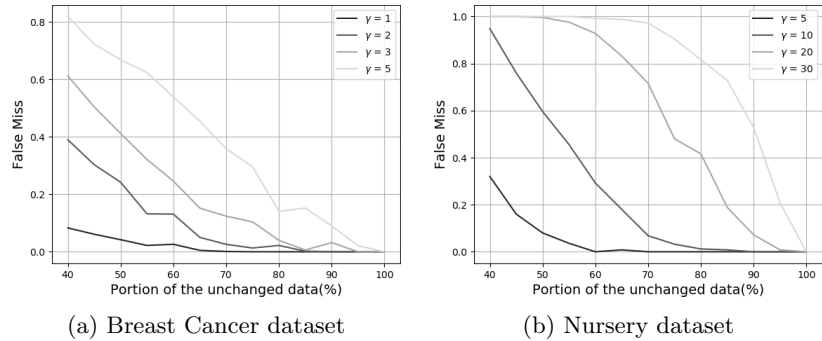 0.8
0.6
0.4
0.2
0.0
False Miss
γ = 1
γ = 2
γ = 3
γ = 5
40 50 60 70 80 90 100
Portion of the unchanged data(%)
(a) Breast Cancer dataset
1.0
0.8
0.6
0.4
0.2
0.0
False Miss
γ = 5
γ = 10
γ = 20
γ = 30
40 50 60 70 80 90 100
Portion of the unchanged data(%)
(b) Nursery dataset